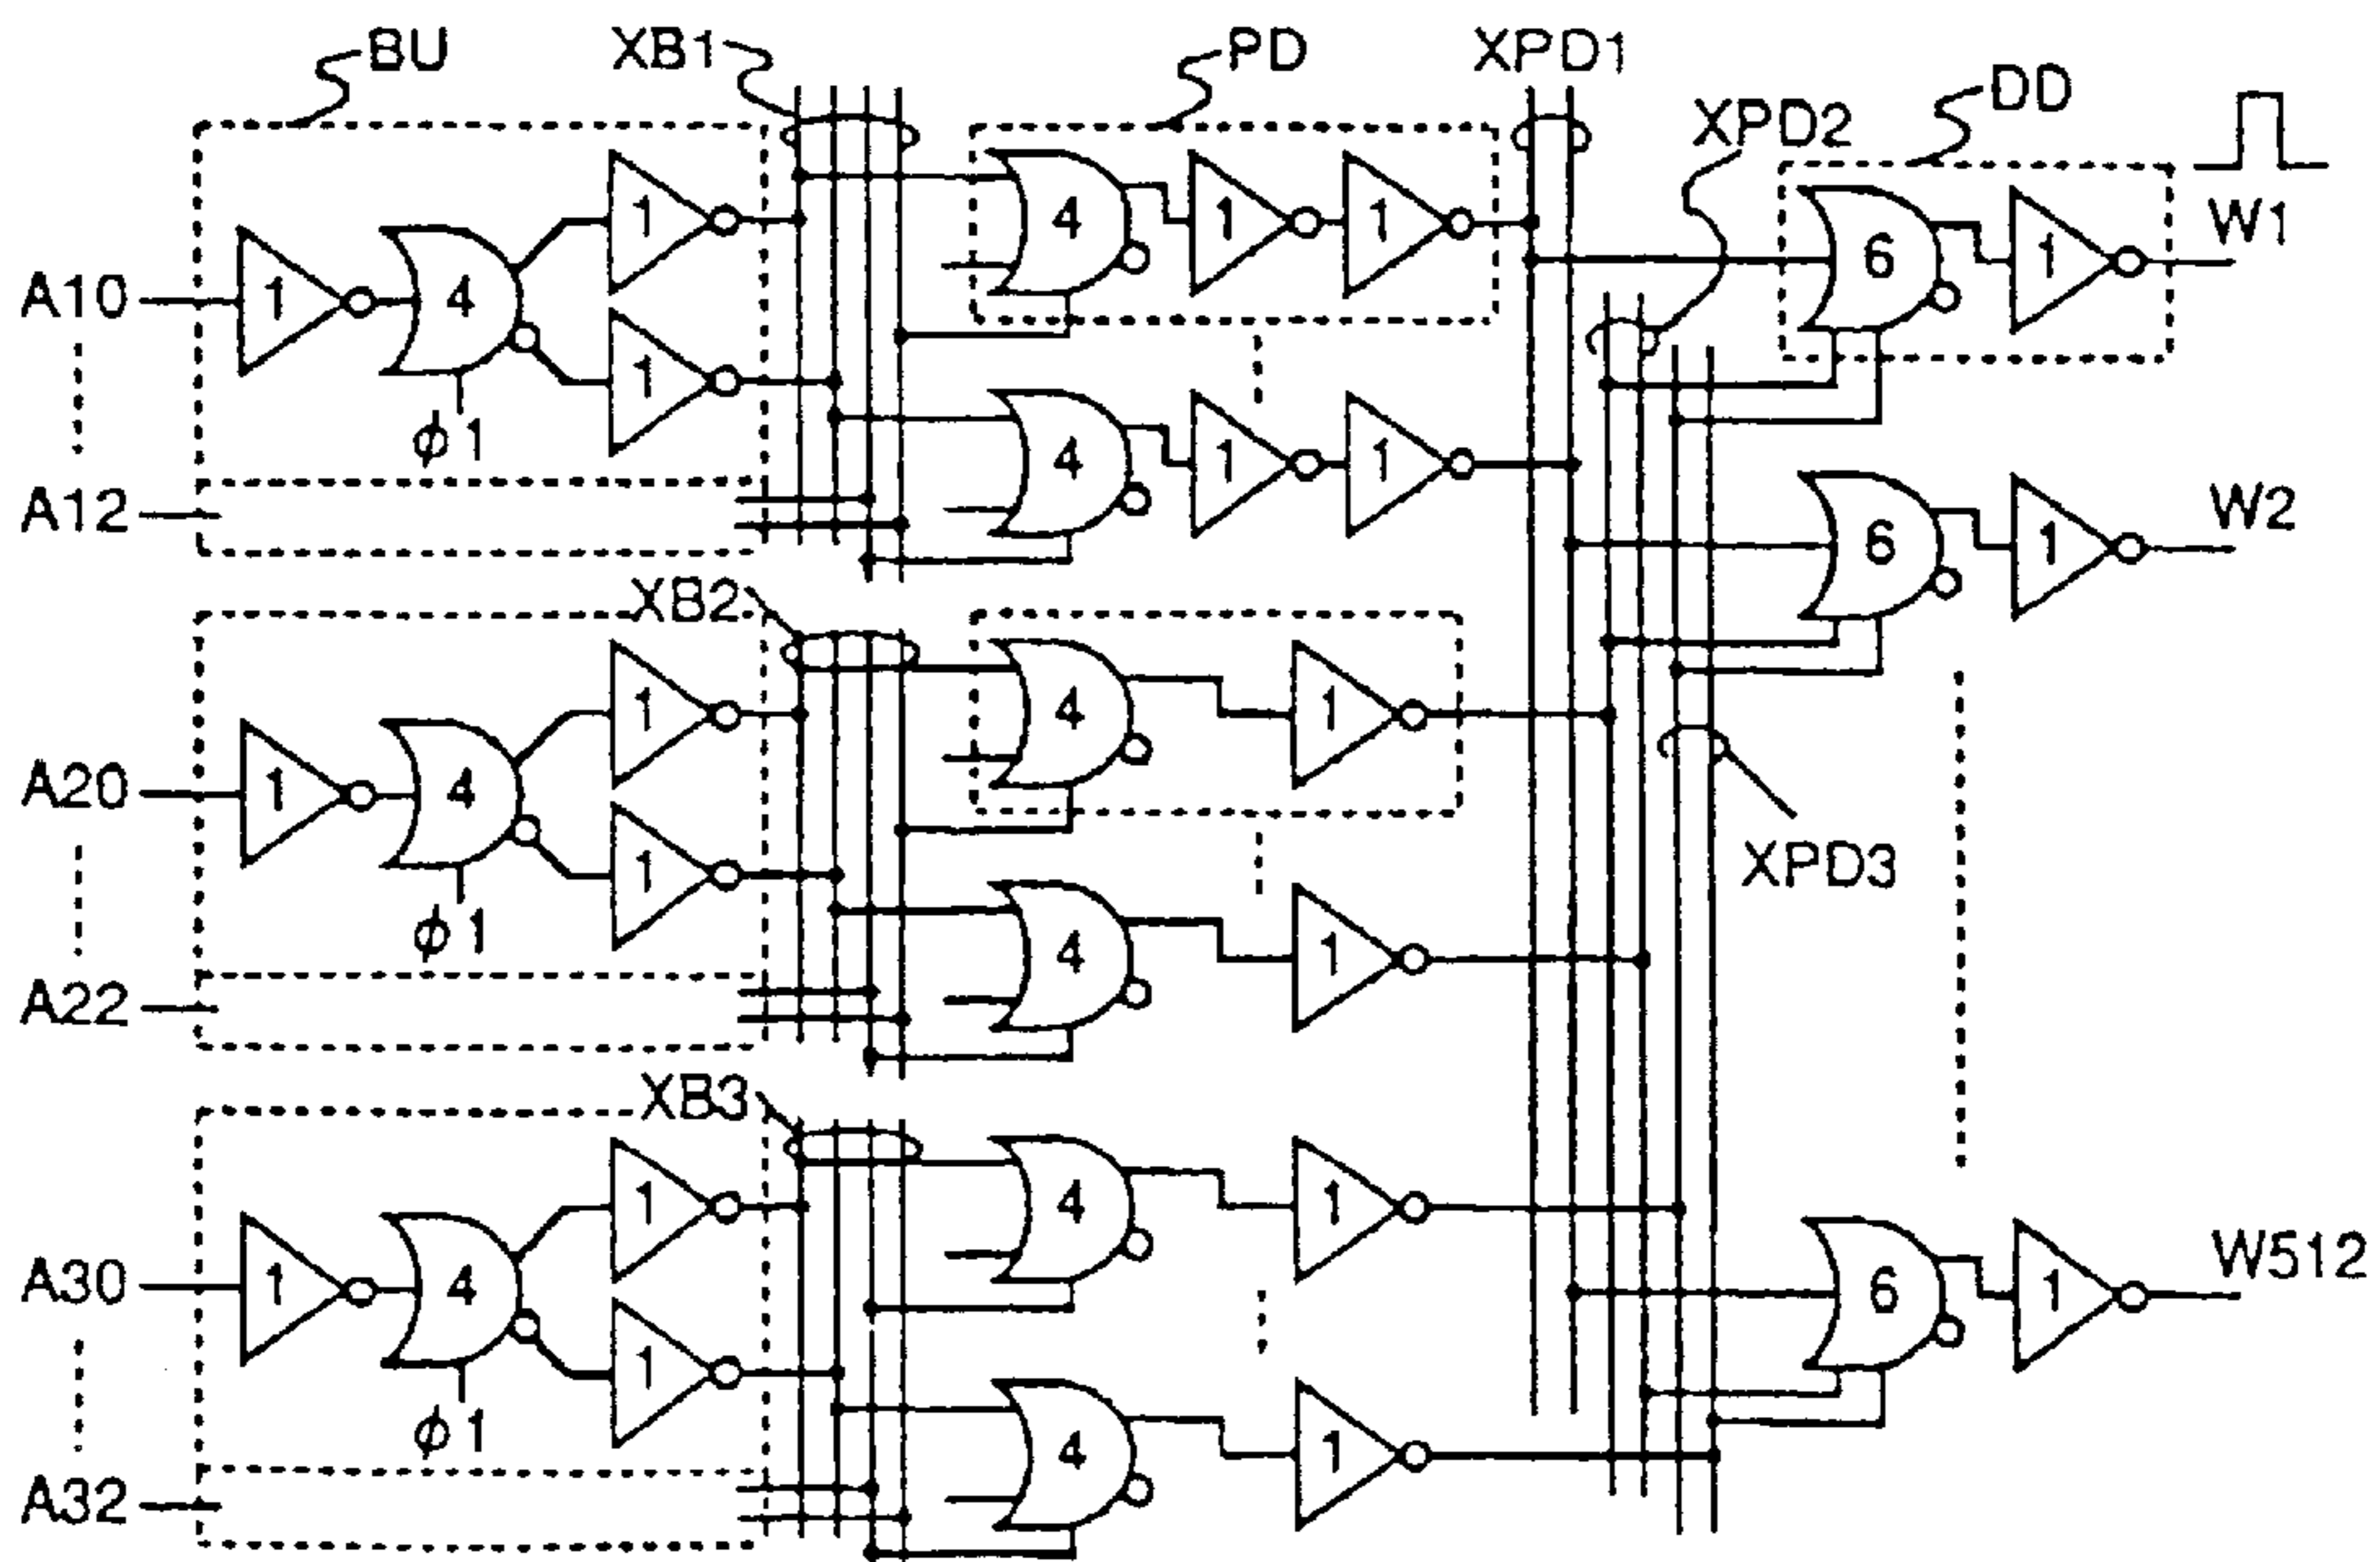 BU XB1 PD XPD1 XPD2 DD
1 4 1 1 4 1 1 6 1 W1
A10
φ1
4 1 1
A12
6 1 W2
XB2
1 4 1 1 4 1
A20
φ1
XPD3
4 1
A22
XB3
1 4 1 1 4 1
A30
φ1
6 1 W512
4 1
A32